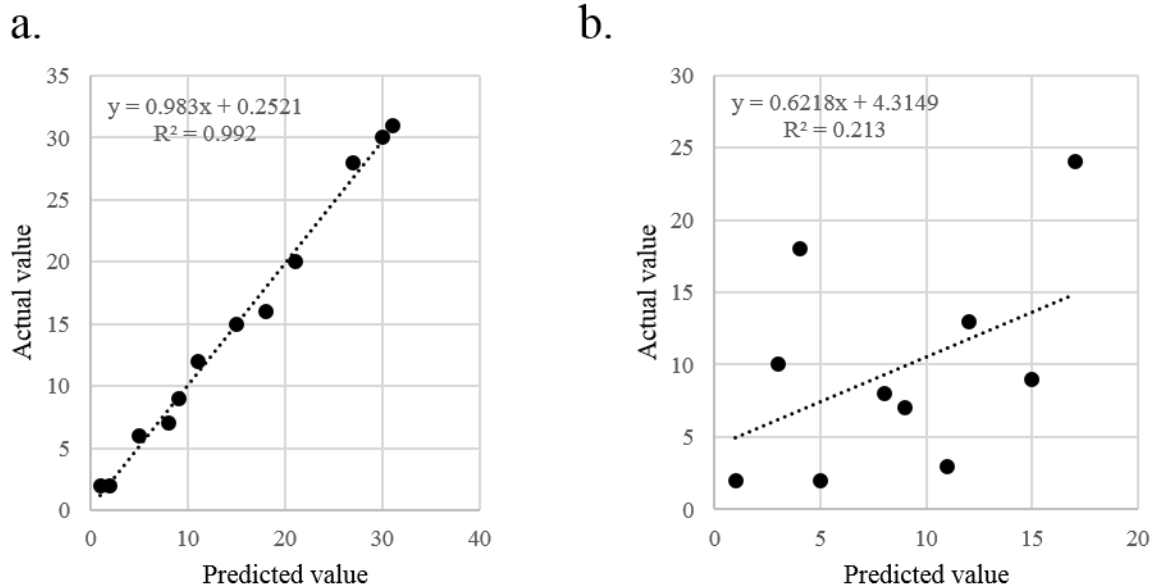 a.
35
30
25
20
15
10
5
0
y = 0.983x + 0.2521
R² = 0.992
Actual value
0 10 20 30 40
Predicted value
b.
30
25
20
15
10
5
0
y = 0.6218x + 4.3149
R² = 0.213
Actual value
0 5 10 15 20
Predicted value